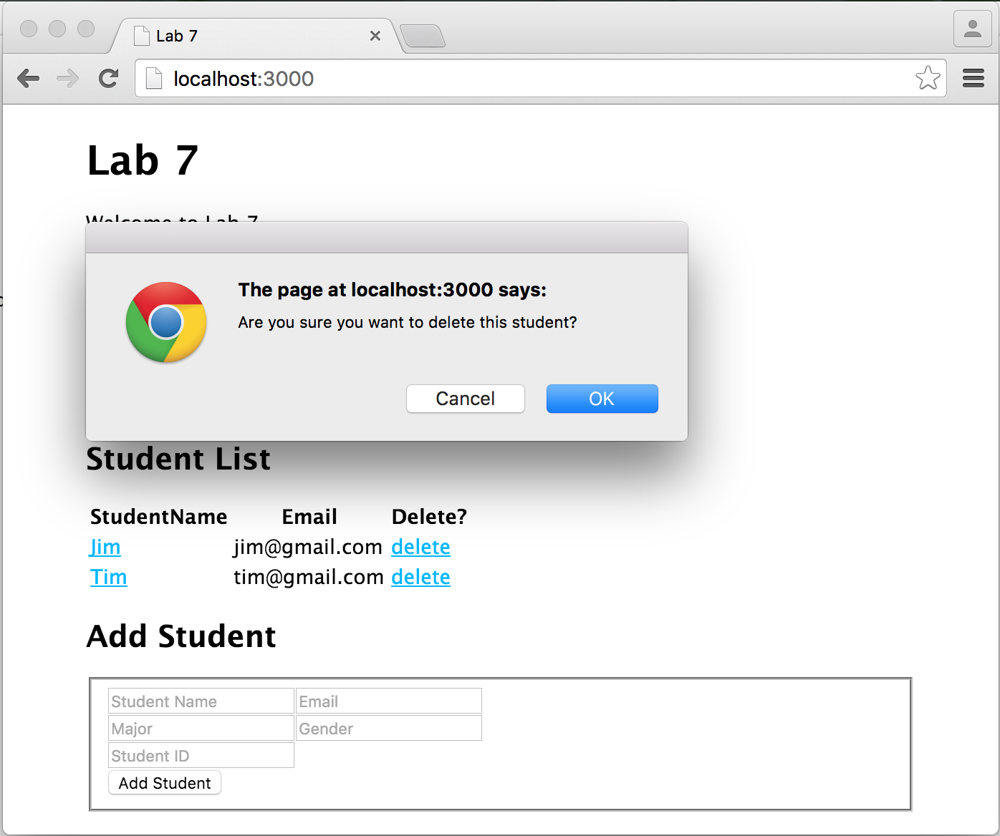 Lab 7
localhost:3000
Lab 7
Welcome to Lab 7
The page at localhost:3000 says:
Are you sure you want to delete this student?
Cancel OK
Student List
StudentName Email Delete?
Jim jim@gmail.com delete
Tim tim@gmail.com delete
Add Student
Student Name Email
Major Gender
Student ID
Add Student